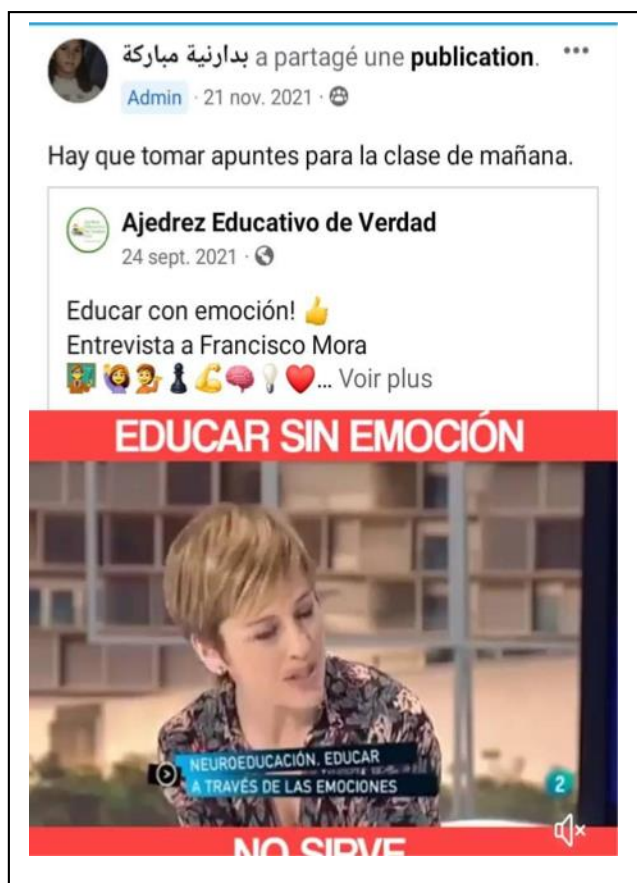 بدارنية مباركة a partagé une publication.
Admin · 21 nov. 2021 ·
Hay que tomar apuntes para la clase de mañana.
Ajedrez Educativo de Verdad
24 sept. 2021 ·
Educar con emoción! 👍
Entrevista a Francisco Mora
👨‍🏫🙋‍♀️💁♟💪🧠💡❤️... Voir plus
EDUCAR SIN EMOCIÓN
NEUROEDUCACIÓN. EDUCAR
A TRAVÉS DE LAS EMOCIONES
2
NO SIRVE